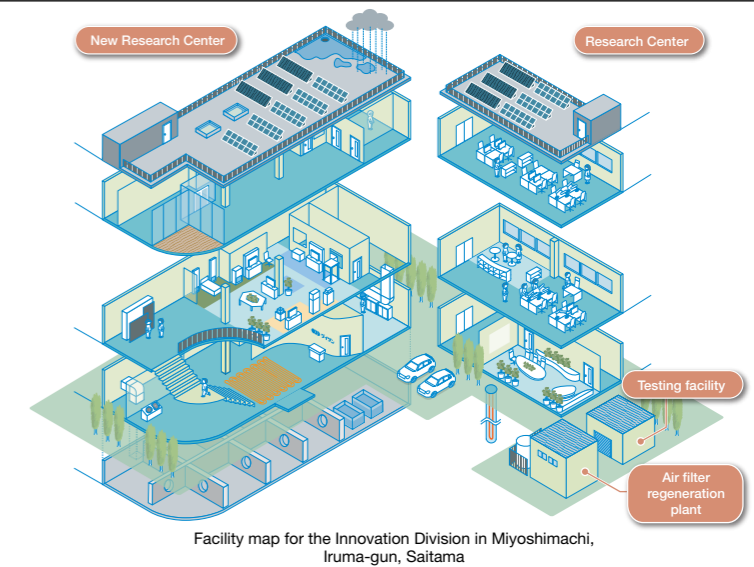 New Research Center
Research Center
Testing facility
Air filter
regeneration
plant
Facility map for the Innovation Division in Miyoshimachi,
Iruma-gun, Saitama